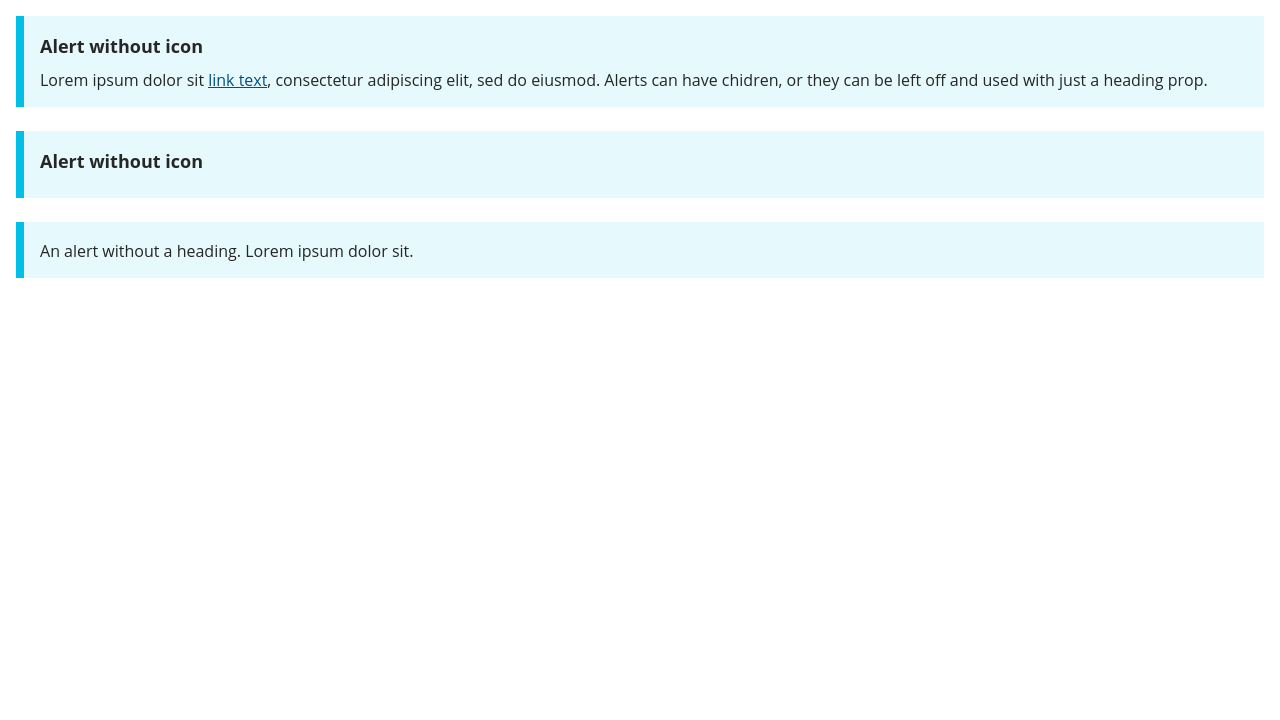 Alert without icon
Lorem ipsum dolor sit link text, consectetur adipiscing elit, sed do eiusmod. Alerts can have chidren, or they can be left off and used with just a heading prop.
Alert without icon
An alert without a heading. Lorem ipsum dolor sit.